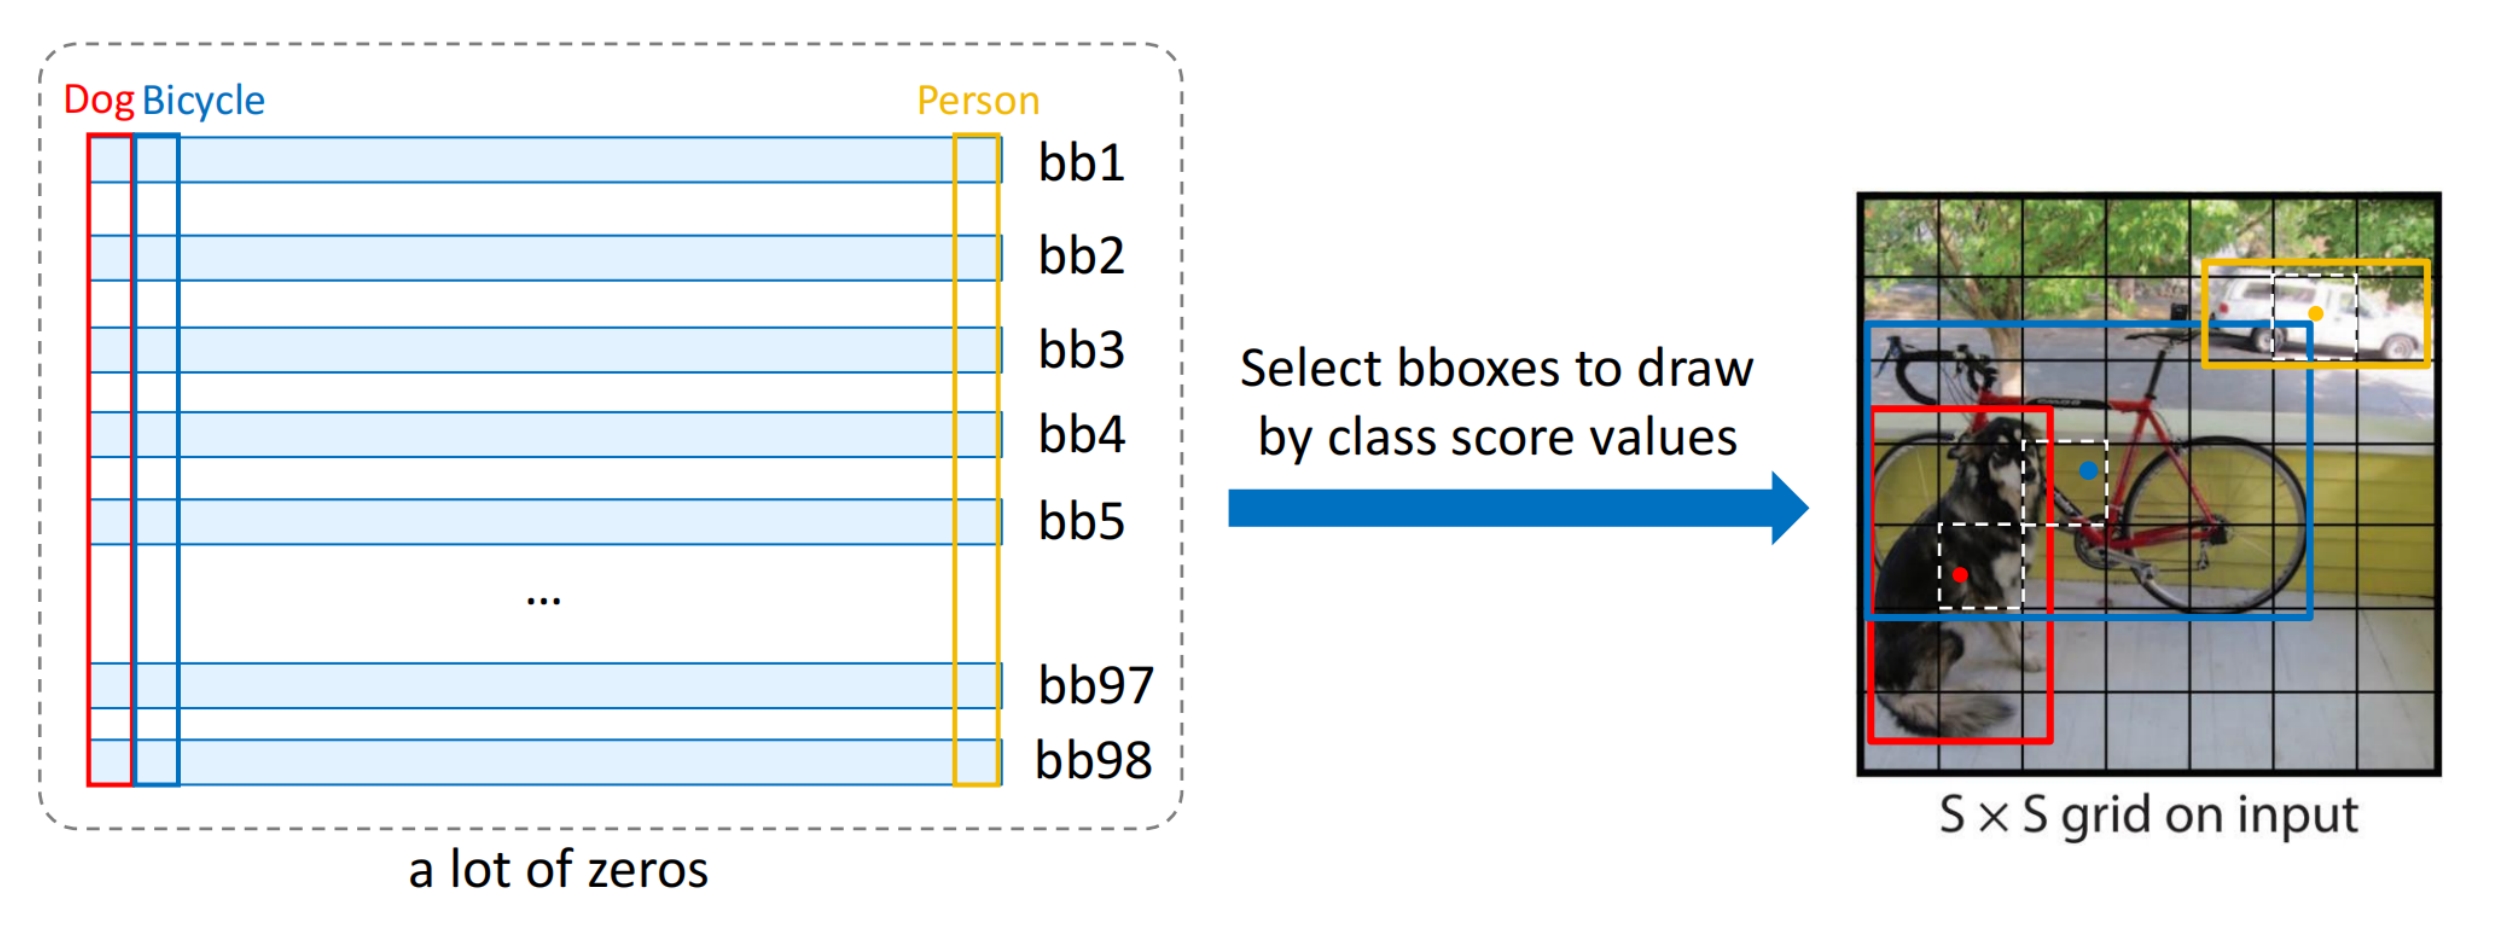 Dog Bicycle Person
bb1
bb2
bb3
bb4
bb5
...
bb97
bb98
a lot of zeros
Select bboxes to draw
by class score values
S × S grid on input